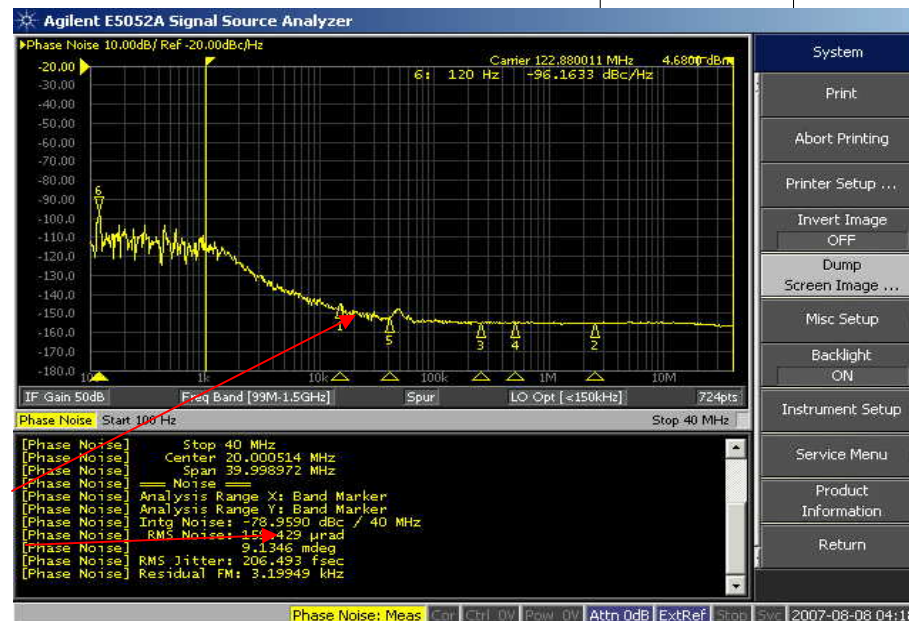 Agilent E5052A Signal Source Analyzer
Phase Noise 10.00dB/ Ref -20.00dBc/Hz
Carrier 122.880011 MHz 4.6800 dBm
6: 120 Hz -96.1633 dBc/Hz
-20.00
-30.00
-40.00
-50.00
-60.00
-70.00
-80.00
-90.00
-100.0
-110.0
-120.0
-130.0
-140.0
-150.0
-160.0
-170.0
-180.0
6
1
5
3
4
2
1k 10k 100k 1M 10M
IF Gain 50dB Freq Band [99M-1.5GHz] Spur LO Opt [<150kHz] 724pts
Phase Noise Start 100 Hz Stop 40 MHz
[Phase Noise] Stop 40 MHz
[Phase Noise] Center 20.000514 MHz
[Phase Noise] Span 39.998972 MHz
[Phase Noise] === Noise ===
[Phase Noise] Analysis Range X: Band Marker
[Phase Noise] Analysis Range Y: Band Marker
[Phase Noise] Intg Noise: -78.9590 dBc / 40 MHz
[Phase Noise] RMS Noise: µrad
[Phase Noise] 9.1346 mdeg
[Phase Noise] RMS Jitter: 206.493 fsec
[Phase Noise] Residual FM: 3.19949 kHz
System
Print
Abort Printing
Printer Setup ...
Invert Image
OFF
Dump
Screen Image ...
Misc Setup
Backlight
ON
Instrument Setup
Service Menu
Product
Information
Return
Phase Noise: Meas Cor Ctrl 0V Pow 0V Attn 0dB ExtRef Stop Svc 2007-08-08 04:18